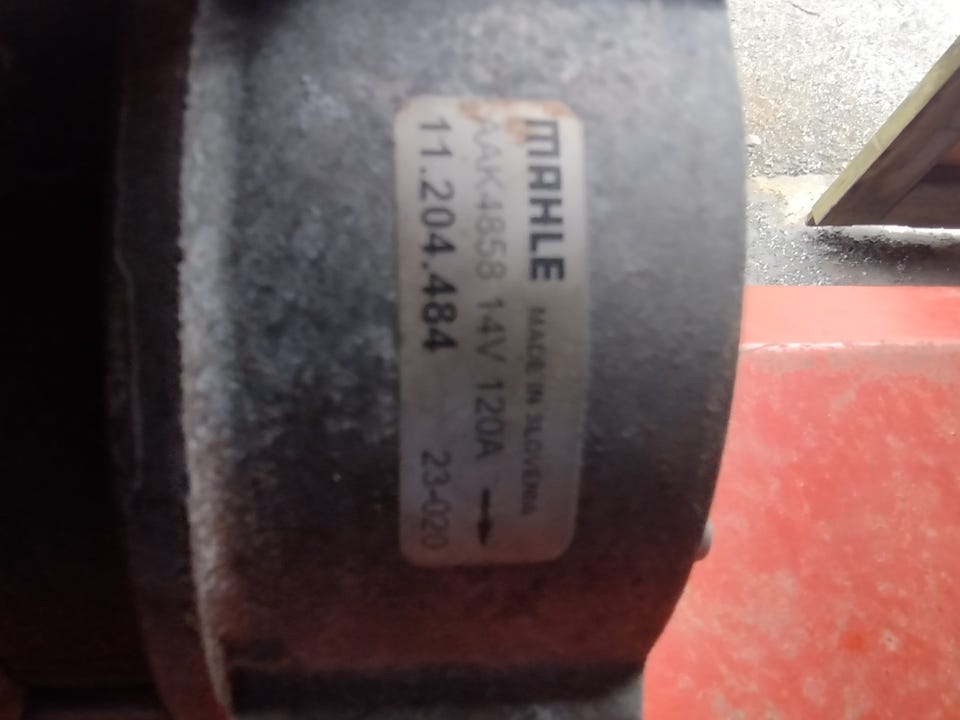 MAHLE MADE IN SLOVENIA
AAK4858 14V 120A →
11.204.484 23-020